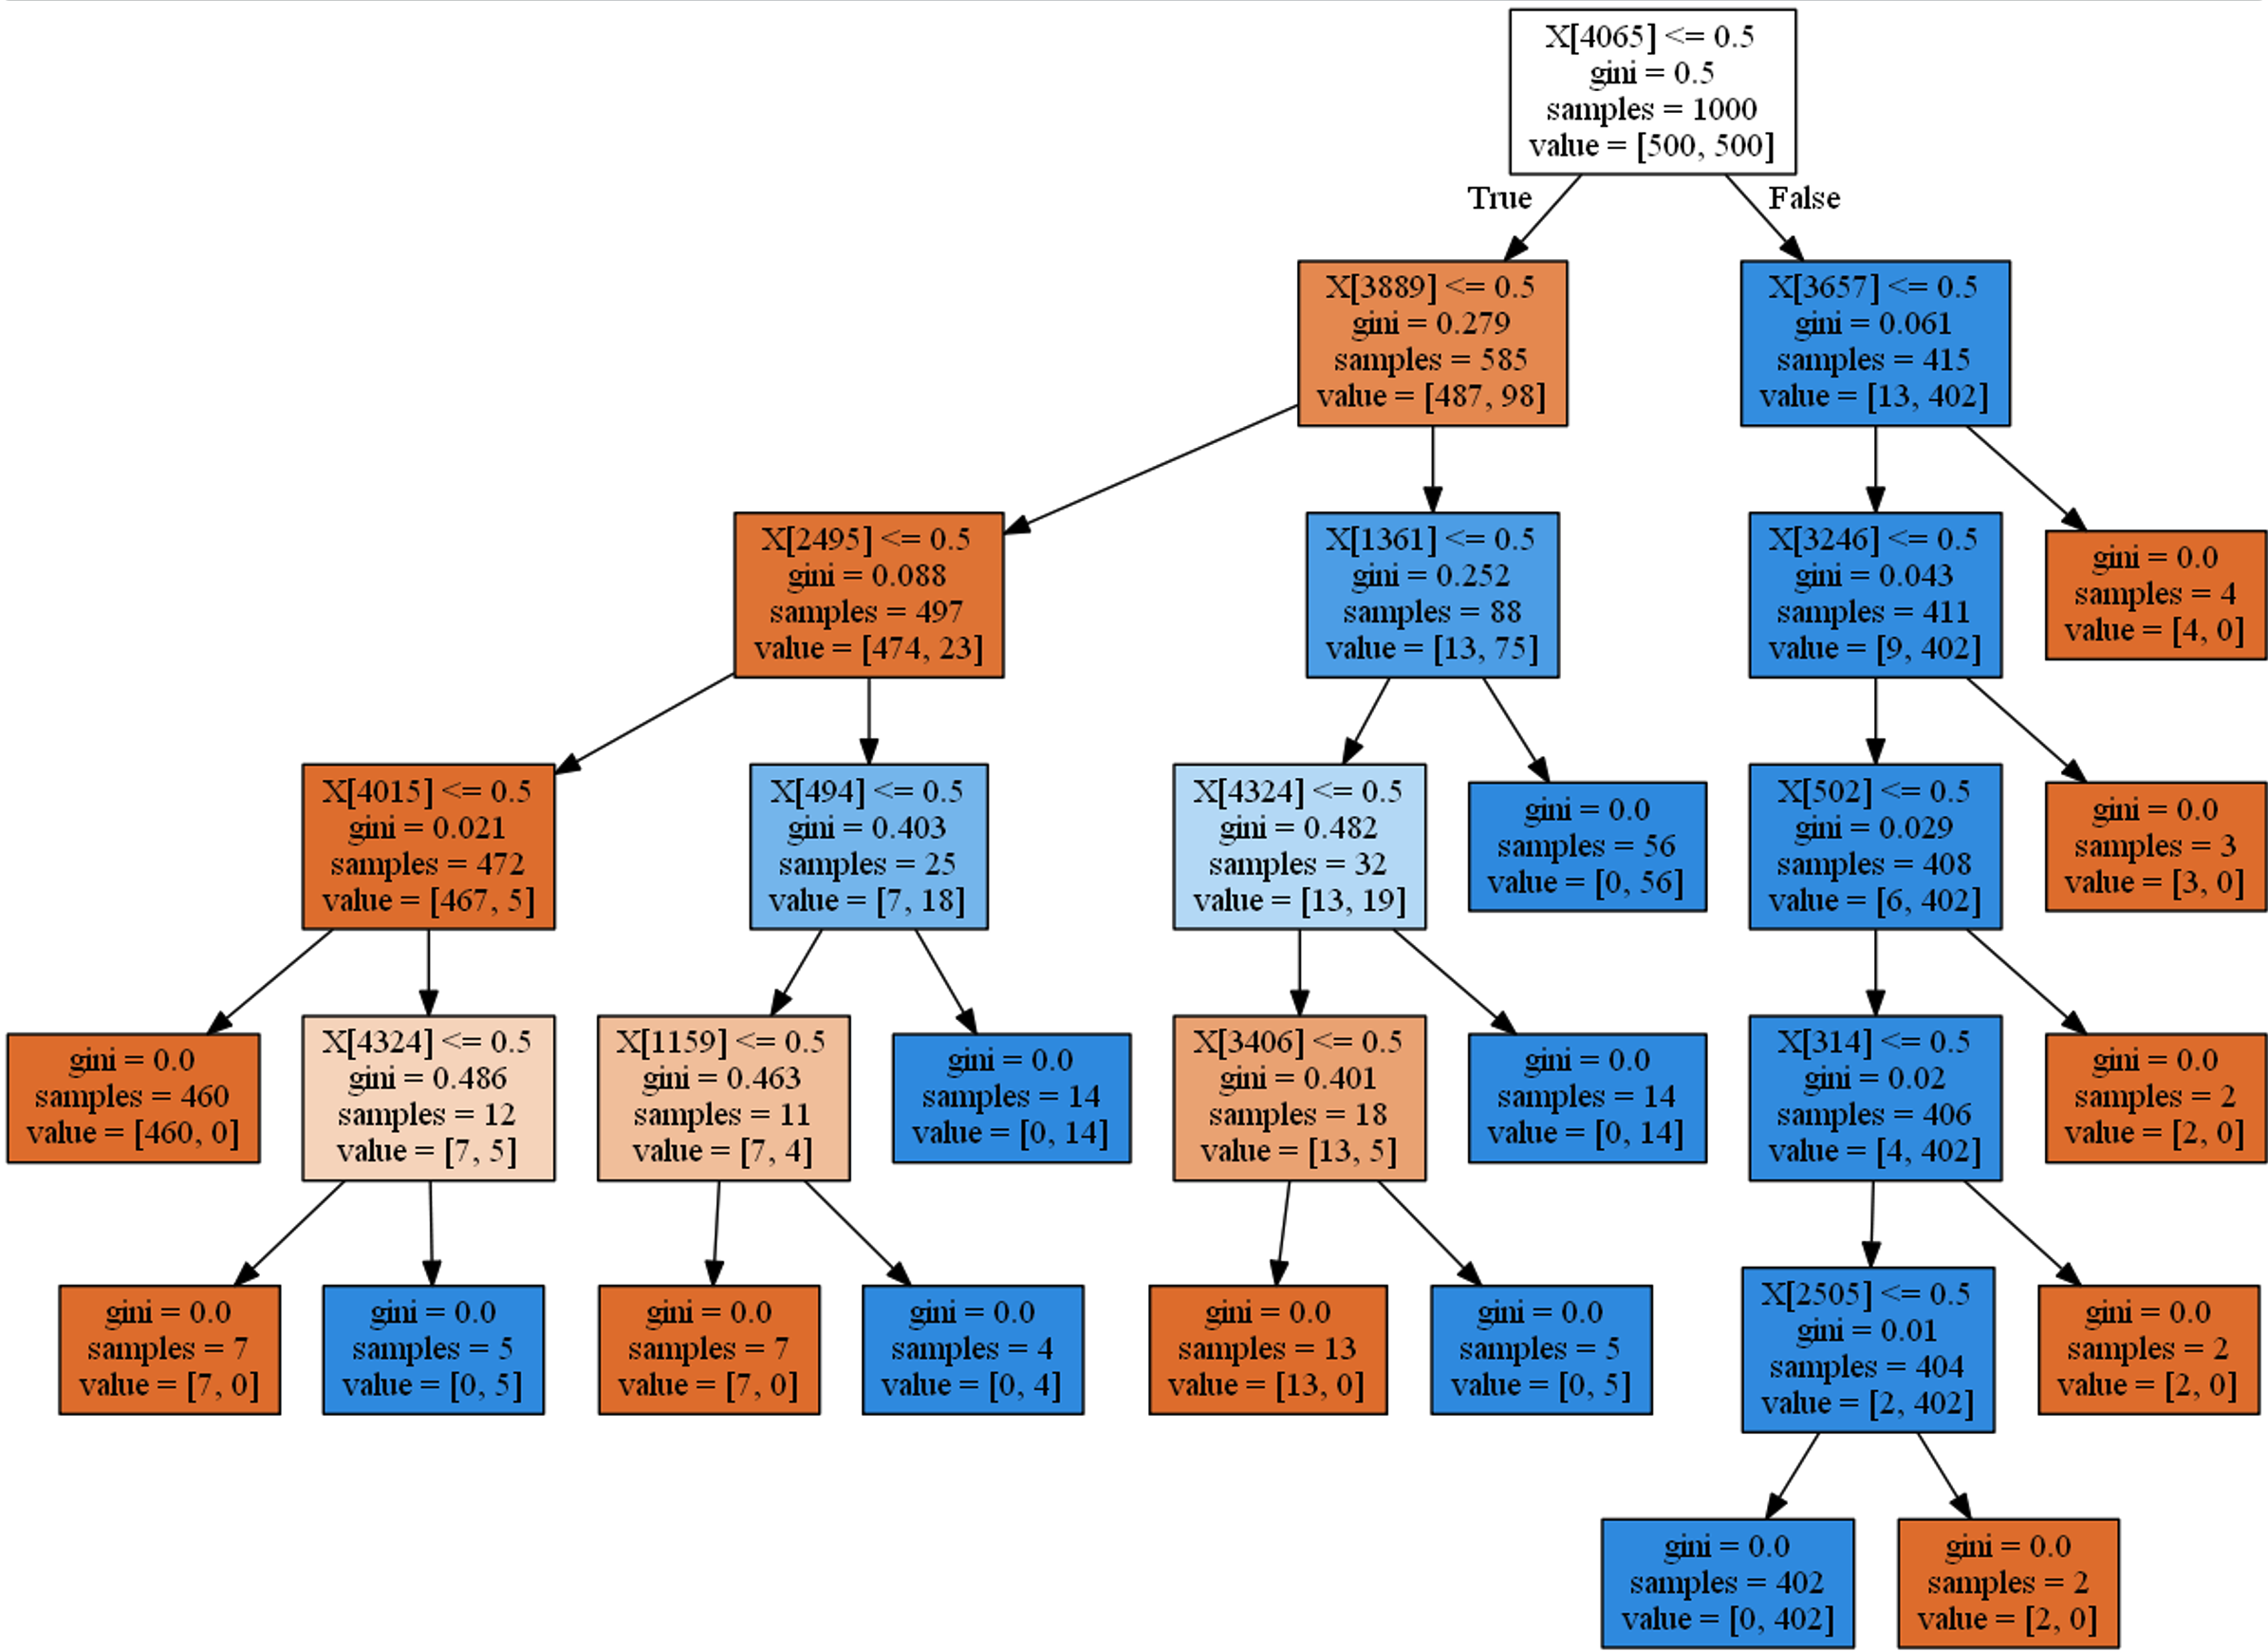 X[4065] <= 0.5
gini = 0.5
samples = 1000
value = [500, 500]
True
False
X[3889] <= 0.5
gini = 0.279
samples = 585
value = [487, 98]
X[3657] <= 0.5
gini = 0.061
samples = 415
value = [13, 402]
X[2495] <= 0.5
gini = 0.088
samples = 497
value = [474, 23]
X[1361] <= 0.5
gini = 0.252
samples = 88
value = [13, 75]
X[3246] <= 0.5
gini = 0.043
samples = 411
value = [9, 402]
gini = 0.0
samples = 4
value = [4, 0]
X[4015] <= 0.5
gini = 0.021
samples = 472
value = [467, 5]
X[494] <= 0.5
gini = 0.403
samples = 25
value = [7, 18]
X[4324] <= 0.5
gini = 0.482
samples = 32
value = [13, 19]
gini = 0.0
samples = 56
value = [0, 56]
X[502] <= 0.5
gini = 0.029
samples = 408
value = [6, 402]
gini = 0.0
samples = 3
value = [3, 0]
gini = 0.0
samples = 460
value = [460, 0]
X[4324] <= 0.5
gini = 0.486
samples = 12
value = [7, 5]
X[1159] <= 0.5
gini = 0.463
samples = 11
value = [7, 4]
gini = 0.0
samples = 14
value = [0, 14]
X[3406] <= 0.5
gini = 0.401
samples = 18
value = [13, 5]
gini = 0.0
samples = 14
value = [0, 14]
X[314] <= 0.5
gini = 0.02
samples = 406
value = [4, 402]
gini = 0.0
samples = 2
value = [2, 0]
gini = 0.0
samples = 7
value = [7, 0]
gini = 0.0
samples = 5
value = [0, 5]
gini = 0.0
samples = 7
value = [7, 0]
gini = 0.0
samples = 4
value = [0, 4]
gini = 0.0
samples = 13
value = [13, 0]
gini = 0.0
samples = 5
value = [0, 5]
X[2505] <= 0.5
gini = 0.01
samples = 404
value = [2, 402]
gini = 0.0
samples = 2
value = [2, 0]
gini = 0.0
samples = 402
value = [0, 402]
gini = 0.0
samples = 2
value = [2, 0]